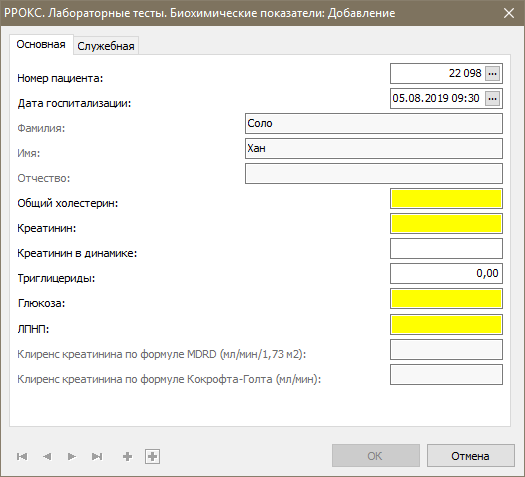 РРОКС. Лабораторные тесты. Биохимические показатели: Добавление
Основная Служебная
Номер пациента: 22 098 ...
Дата госпитализации: 05.08.2019 09:30 ...
Фамилия: Соло
Имя: Хан
Отчество:
Общий холестерин:
Креатинин:
Креатинин в динамике:
Триглицериды: 0,00
Глюкоза:
ЛПНП:
Клиренс креатинина по формуле MDRD (мл/мин/1,73 м2):
Клиренс креатинина по формуле Кокрофта-Голта (мл/мин):
ОК Отмена